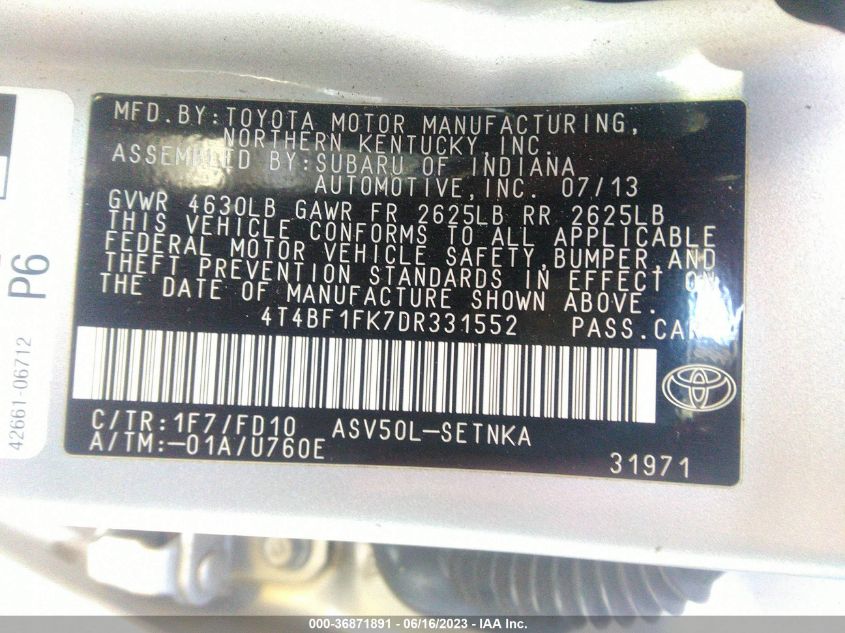 MFD.BY:TOYOTA MOTOR MANUFACTURING,
NORTHERN KENTUCKY, INC.
ASSEMBLED BY:SUBARU OF INDIANA
AUTOMOTIVE,INC. 07/13
GVWR 4630LB GAWR FR 2625LB RR 2625LB
THIS VEHICLE CONFORMS TO ALL APPLICABLE
FEDERAL MOTOR VEHICLE SAFETY,BUMPER,AND
THEFT PREVENTION STANDARDS IN EFFECT ON
THE DATE OF MANUFACTURE SHOWN ABOVE.
4T4BF1FK7DR331552 PASS.CAR
C/TR:1F7/FD10 ASV50L-SETNKA
A/TM:-01A/U760E
31971
P6
42661-06712
000-36871891 - 06/16/2023 - IAA Inc.